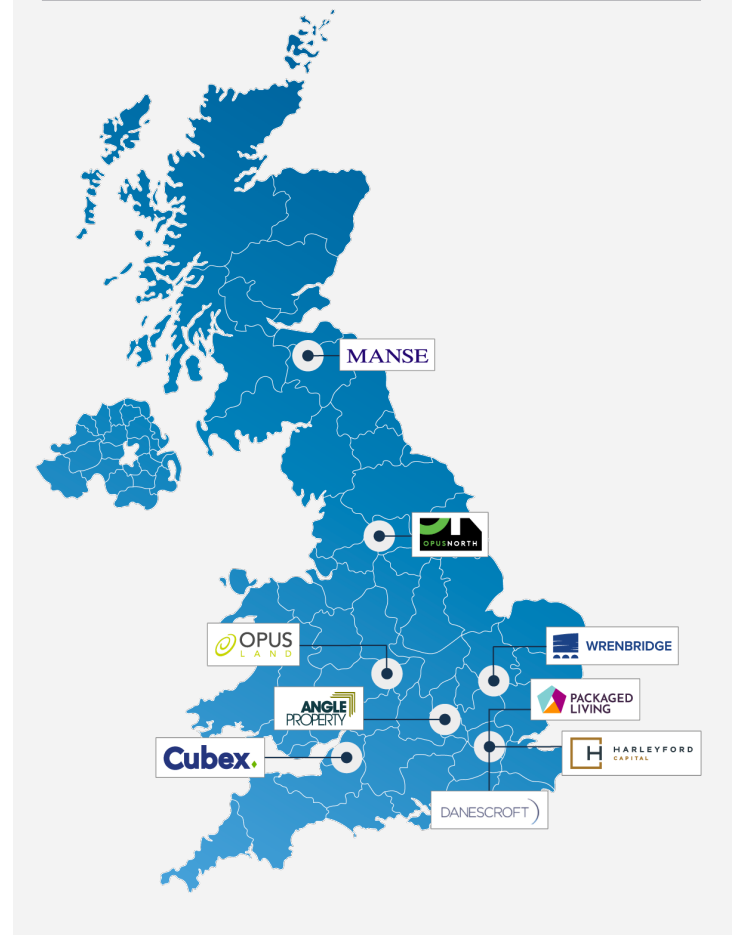 MANSE
OPUSNORTH
OPUS
LAND
WRENBRIDGE
PACKAGED
LIVING
ANGLE
PROPERTY
Cubex.
HARLEYFORD
CAPITAL
DANESCROFT